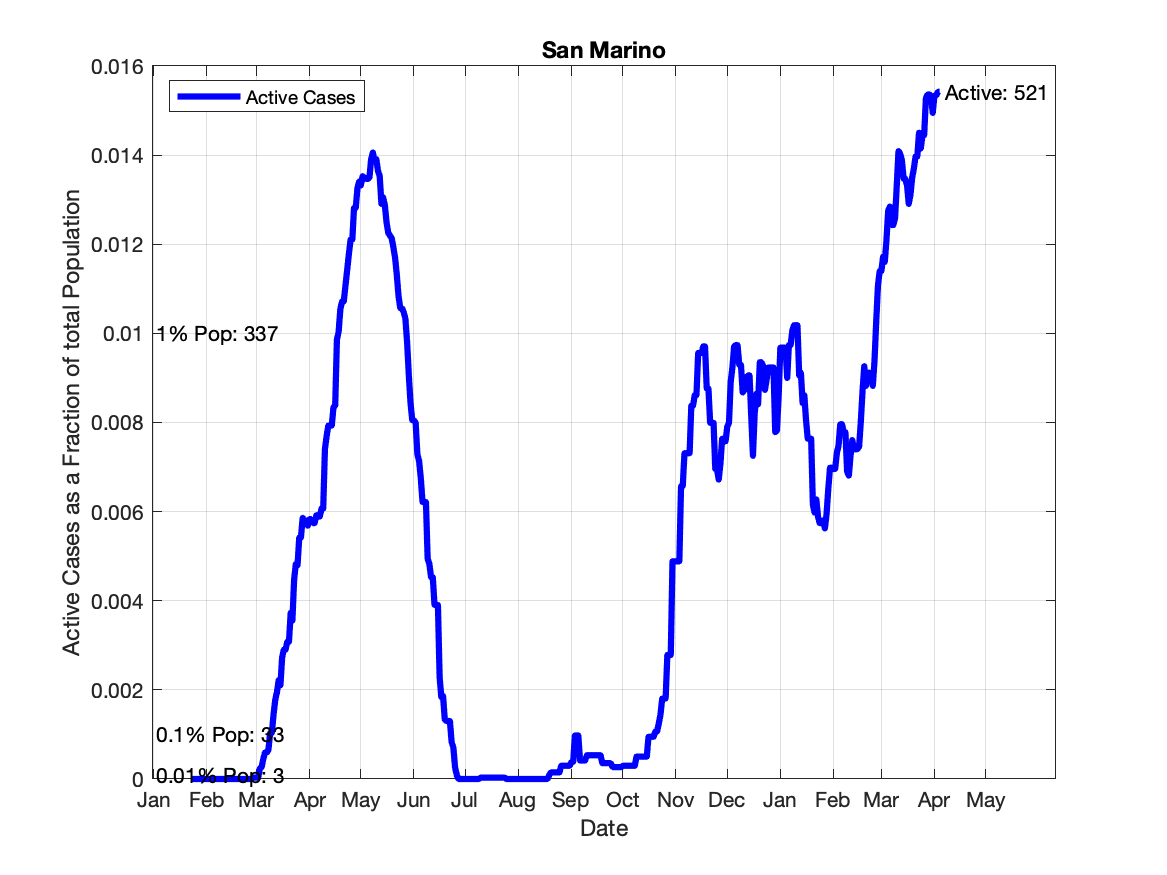 San Marino
Active Cases
Active: 521
Active Cases as a Fraction of total Population
0.016
0.014
0.012
0.01
0.008
0.006
0.004
0.002
0
1% Pop: 337
0.1% Pop: 33
0.01% Pop: 3
Jan Feb Mar Apr May Jun Jul Aug Sep Oct Nov Dec Jan Feb Mar Apr May
Date